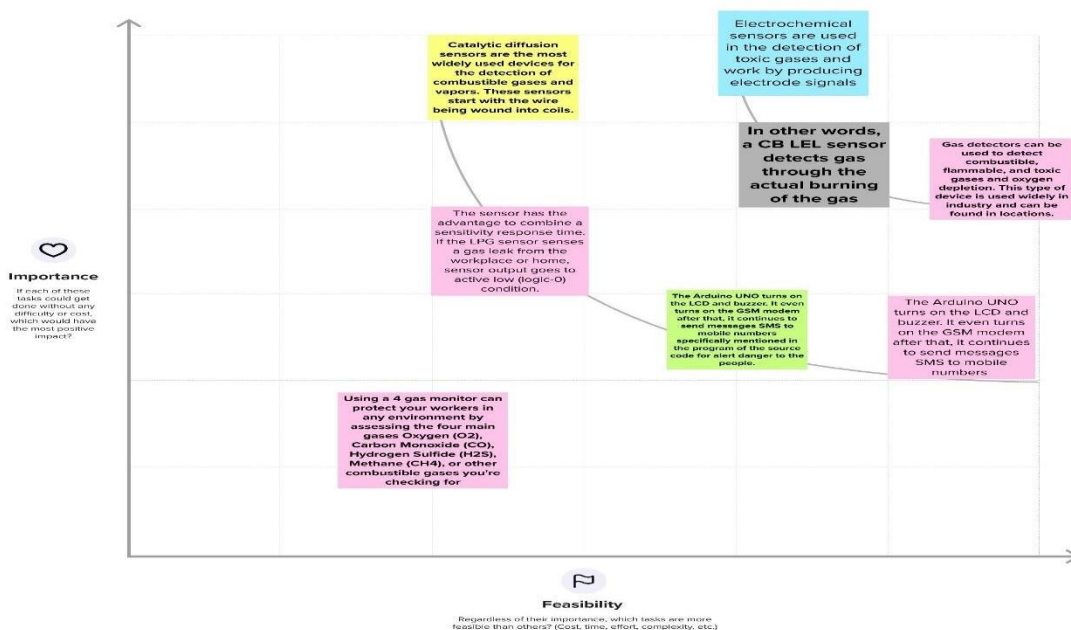 Electrochemical
sensors are used
in the detection of
toxic gases and
work by producing
electrode signals
Catalytic diffusion
sensors are the most
widely used devices for
the detection of
combustible gases and
vapors. These sensors
start with the wire
being wound into coils.
In other words,
a CB LEL sensor
detects gas
through the
actual burning
of the gas
Gas detectors can be
used to detect
combustible,
flammable, and toxic
gases and oxygen
depletion. This type of
device is used widely in
industry and can be
found in locations.
The sensor has the
advantage to combine a
sensitivity response time.
If the LPG sensor senses
a gas leak from the
workplace or home,
sensor output goes to
active low (logic-0)
condition.
Importance
If each of these
tasks could get
done without any
difficulty or cost,
which would have
the most positive
impact?
The Arduino UNO turns on
the LCD and buzzer. It even
turns on the GSM modem
after that, it continues to
send messages SMS to
mobile numbers
specifically mentioned in
the program of the source
code for alert danger to the
people.
The Arduino UNO
turns on the LCD and
buzzer. It even turns
on the GSM modem
after that, it continues
to send messages
SMS to mobile
numbers
Using a 4 gas monitor can
protect your workers in
any environment by
assessing the four main
gases Oxygen (O2),
Carbon Monoxide (CO),
Hydrogen Sulfide (H2S),
Methane (CH4), or other
combustible gases you're
checking for
Feasibility
Regardless of their importance, which tasks are more
feasible than others? (Cost, time, effort, complexity, etc.)